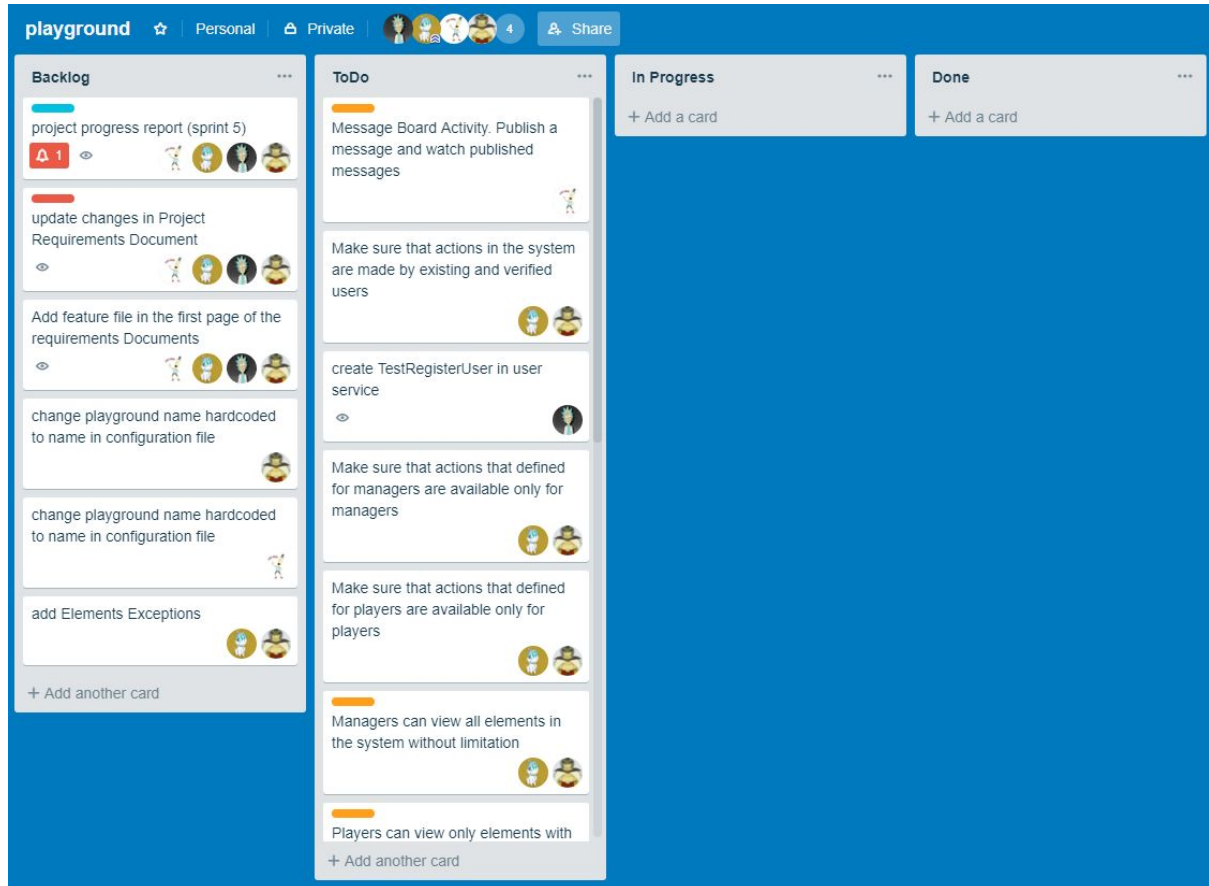 playground Personal Private 4 Share
Backlog
project progress report (sprint 5)
1
update changes in Project
Requirements Document
Add feature file in the first page of the
requirements Documents
change playground name hardcoded
to name in configuration file
change playground name hardcoded
to name in configuration file
add Elements Exceptions
+ Add another card
ToDo
Message Board Activity. Publish a
message and watch published
messages
Make sure that actions in the system
are made by existing and verified
users
create TestRegisterUser in user
service
Make sure that actions that defined
for managers are available only for
managers
Make sure that actions that defined
for players are available only for
players
Managers can view all elements in
the system without limitation
Players can view only elements with
+ Add another card
In Progress
+ Add a card
Done
+ Add a card